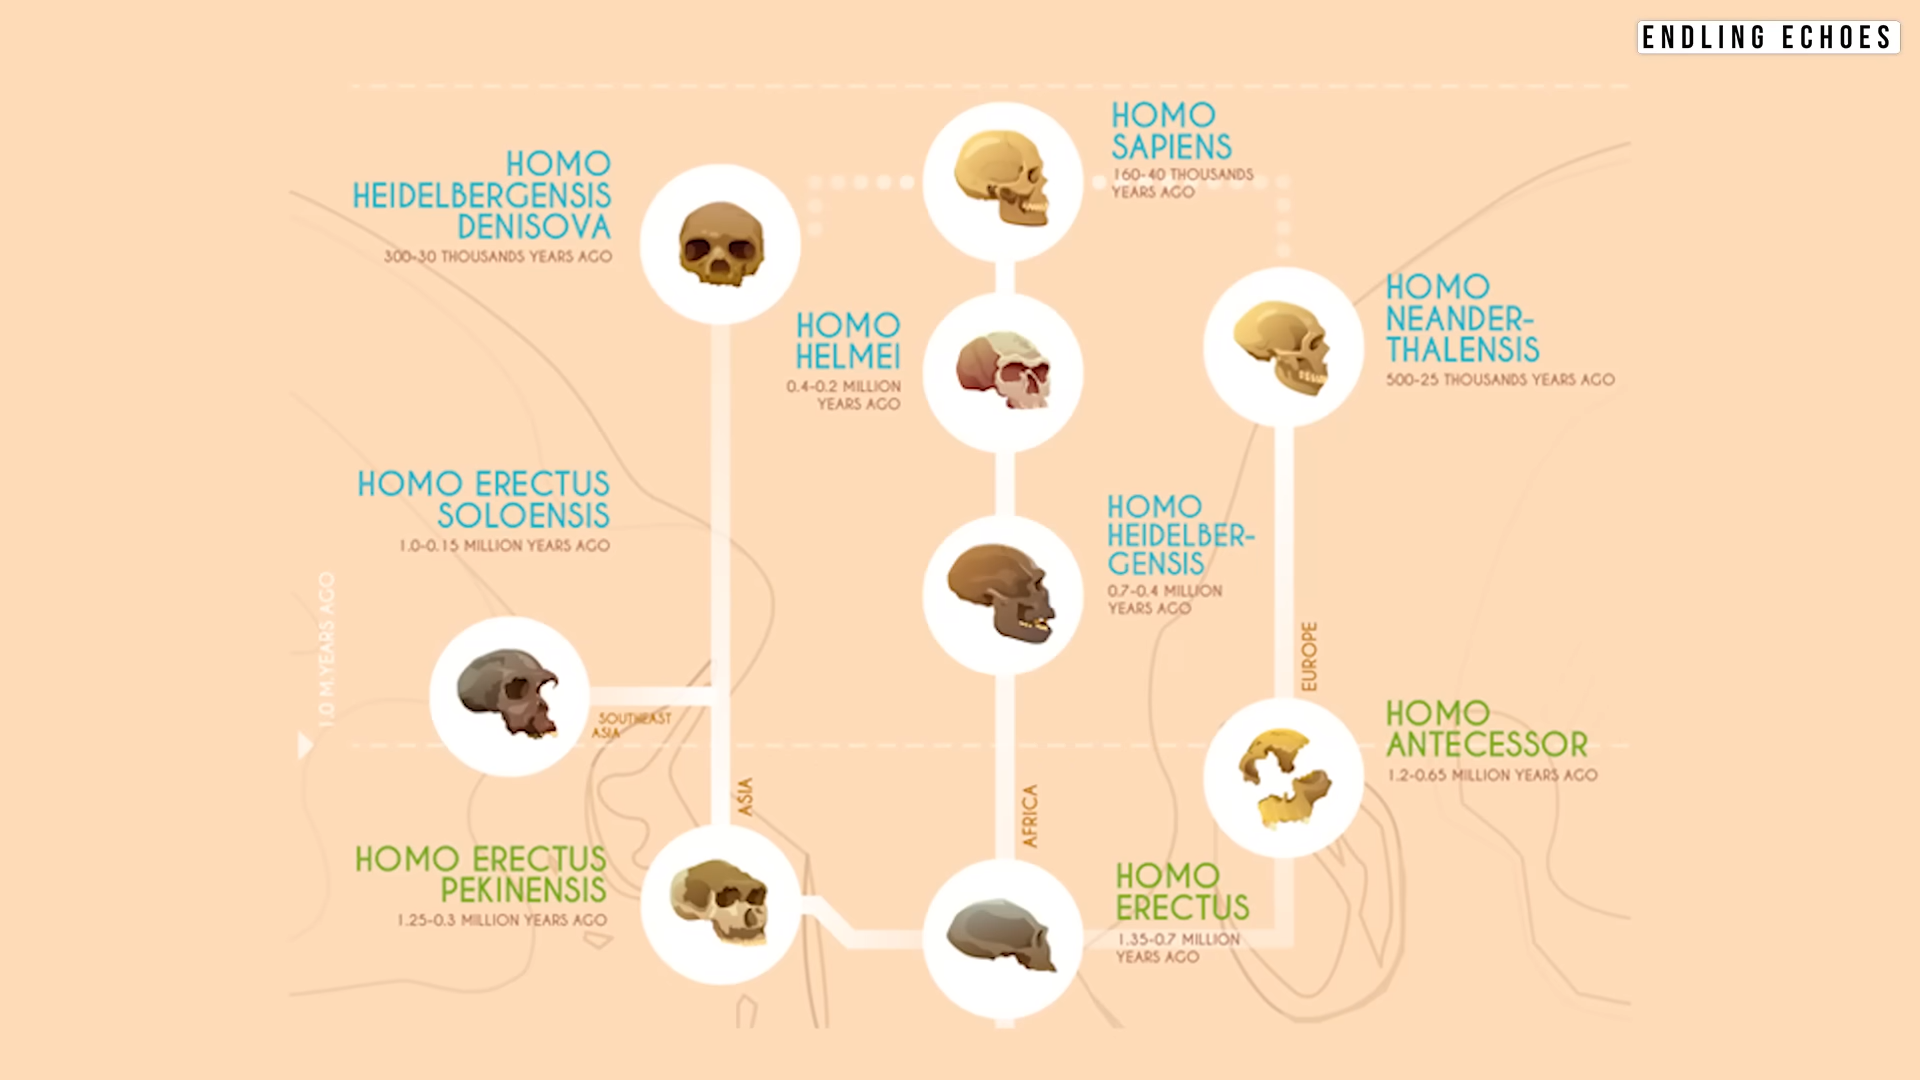 ENDLING ECHOES
HOMO
SAPIENS
160-40 THOUSANDS
YEARS AGO
HOMO
HEIDELBERGENSIS
DENISOVA
300-30 THOUSANDS YEARS AGO
HOMO
NEANDER-
THALENSIS
500-25 THOUSANDS YEARS AGO
HOMO
HELMEI
0.4-0.2 MILLION
YEARS AGO
HOMO ERECTUS
SOLOENSIS
1.0-0.15 MILLION YEARS AGO
HOMO
HEIDELBER-
GENSIS
0.7-0.4 MILLION
YEARS AGO
1.0 M.YEARS AGO
EUROPE
SOUTHEAST
ASIA
HOMO
ANTECESSOR
1.2-0.65 MILLION YEARS AGO
ASIA
AFRICA
HOMO ERECTUS
PEKINENSIS
1.25-0.3 MILLION YEARS AGO
HOMO
ERECTUS
1.35-0.7 MILLION
YEARS AGO